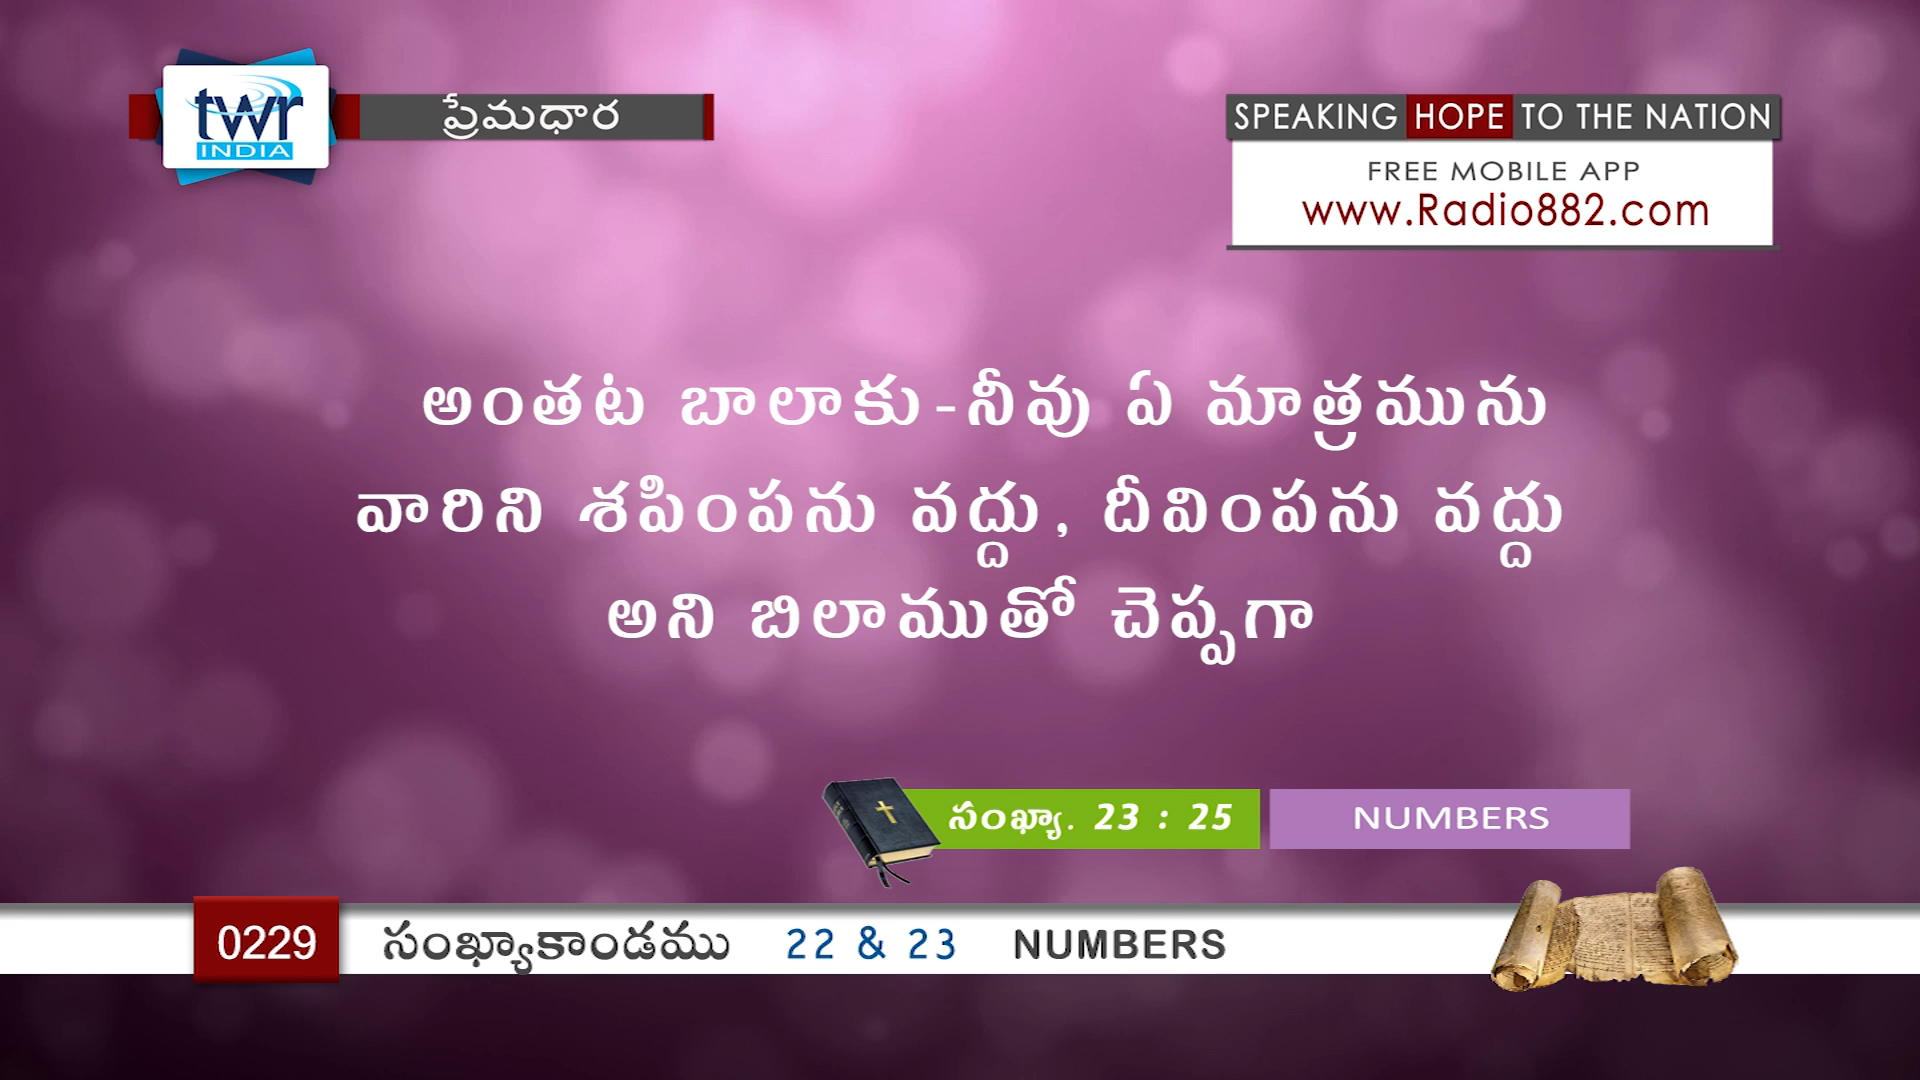 twr
INDIA
ప్రేమధార
SPEAKING HOPE TO THE NATION
FREE MOBILE APP
www.Radio882.com
అంతట బాలాకు-నీవు ఏ మాత్రమును
వారిని శపింపను వద్దు, దీవింపను వద్దు
అని బిలాముతో చెప్పగా
సంఖ్యా. 23 : 25
NUMBERS
0229 సంఖ్యాకాండము 22 & 23 NUMBERS